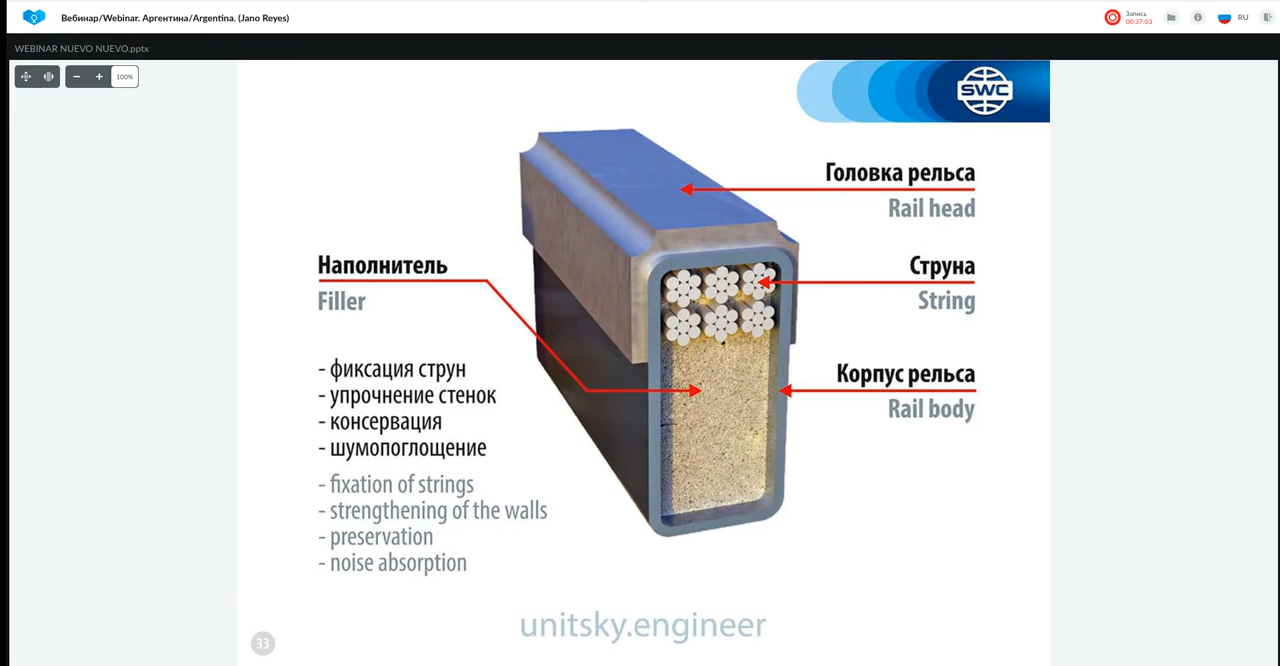 Вебинар/Webinar. Аргентина/Argentina. (Jano Reyes)
Запись
00:37:03
RU
WEBINAR NUEVO NUEVO.pptx
100%
SWC
Головка рельса
Rail head
Наполнитель
Filler
Струна
String
Корпус рельса
Rail body
- фиксация струн
- упрочнение стенок
- консервация
- шумопоглощение
- fixation of strings
- strengthening of the walls
- preservation
- noise absorption
unitsky.engineer
33